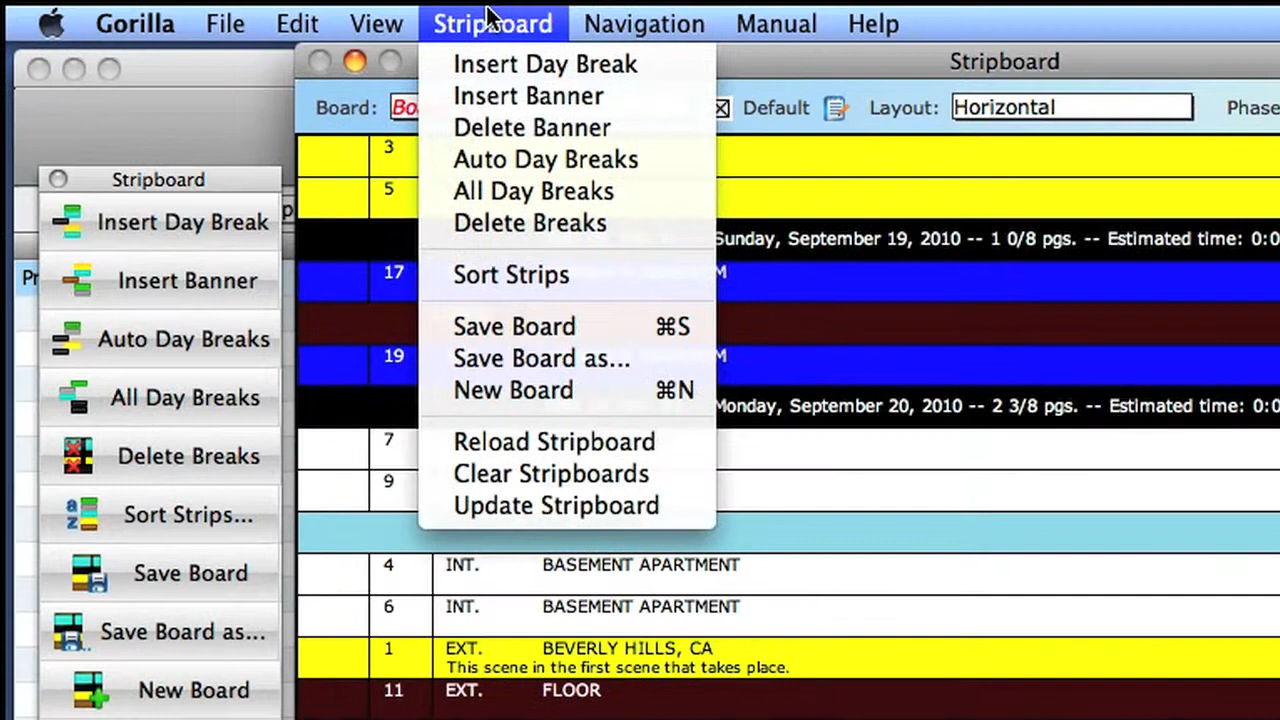 Gorilla File Edit View Stripboard Navigation Manual Help
Stripboard
Board: Default Layout: Horizontal Phase
Insert Day Break
Insert Banner
Delete Banner
Auto Day Breaks
All Day Breaks
Delete Breaks
Sort Strips
Save Board ⌘S
Save Board as...
New Board ⌘N
Reload Stripboard
Clear Stripboards
Update Stripboard
Stripboard
Insert Day Break
Insert Banner
Auto Day Breaks
All Day Breaks
Delete Breaks
Sort Strips...
Save Board
Save Board as...
New Board
3
5
Sunday, September 19, 2010 -- 1 0/8 pgs. -- Estimated time: 0:0
17 M
19 M
Monday, September 20, 2010 -- 2 3/8 pgs. -- Estimated time: 0:0
7
9
4 INT. BASEMENT APARTMENT
6 INT. BASEMENT APARTMENT
1 EXT. BEVERLY HILLS, CA
This scene in the first scene that takes place.
11 EXT. FLOOR